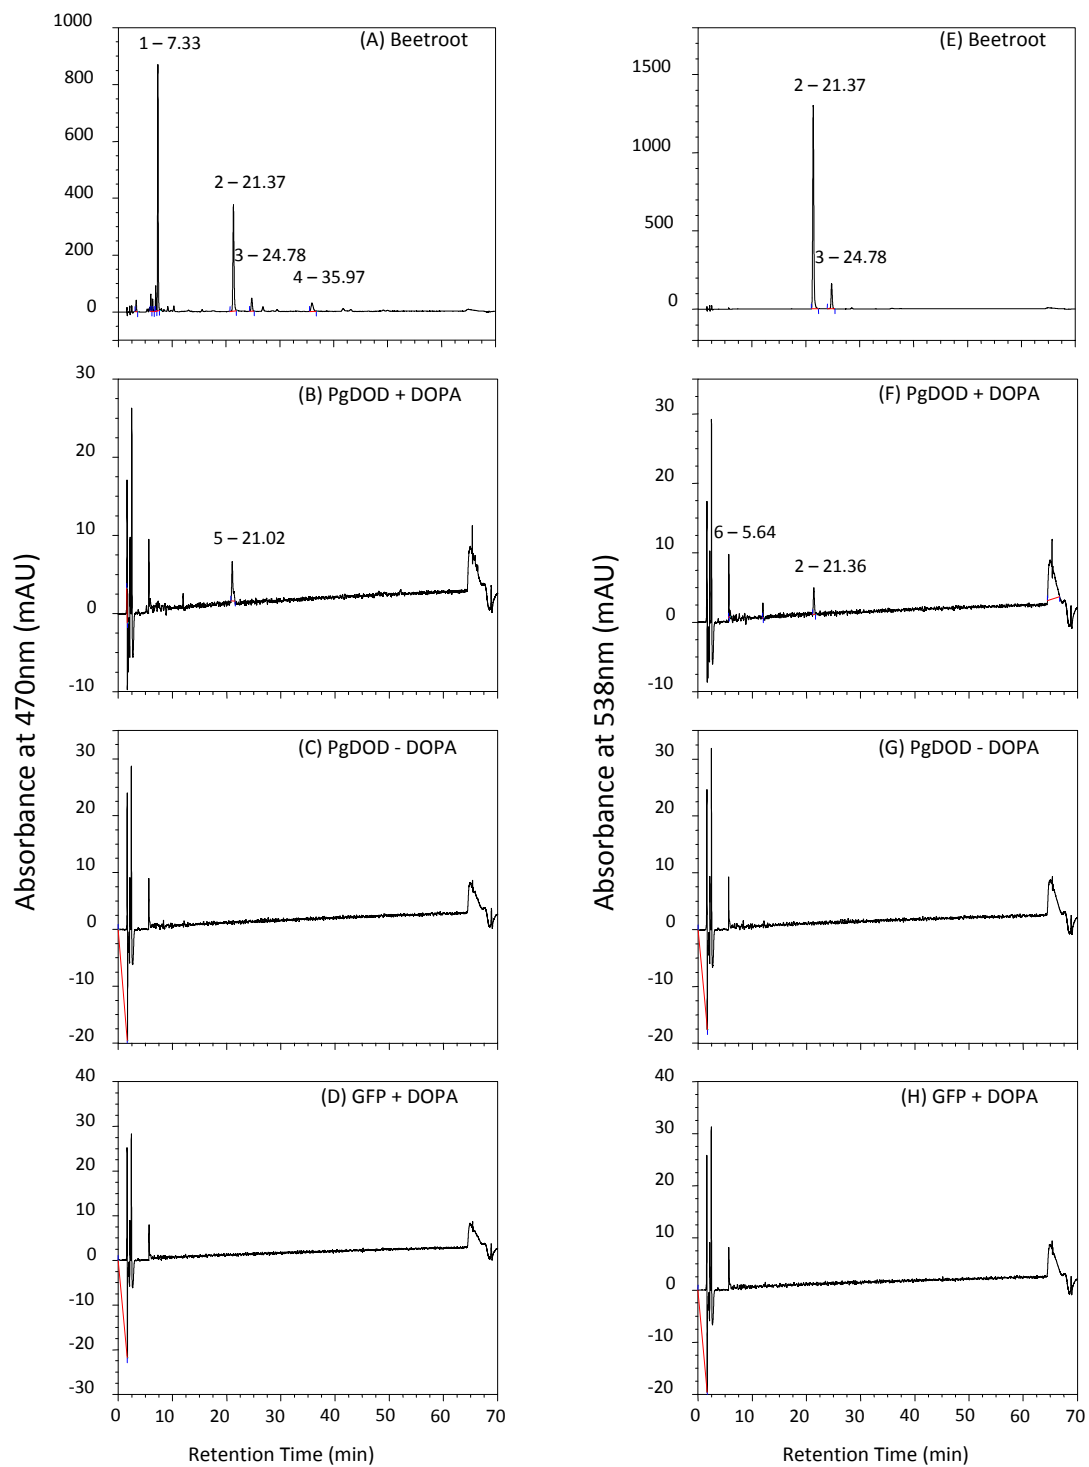 Absorbance at 470nm (mAU)
1000
800
600
400
200
0
(A) Beetroot
1 – 7.33
2 – 21.37
3 – 24.78
4 – 35.97
30
20
10
0
-10
(B) PgDOD + DOPA
5 – 21.02
30
20
10
0
-10
-20
(C) PgDOD - DOPA
40
30
20
10
0
-10
-20
-30
(D) GFP + DOPA
0 10 20 30 40 50 60 70
Retention Time (min)
Absorbance at 538nm (mAU)
1500
1000
500
0
(E) Beetroot
2 – 21.37
3 – 24.78
30
20
10
0
-10
(F) PgDOD + DOPA
6 – 5.64
2 – 21.36
30
20
10
0
-10
-20
(G) PgDOD - DOPA
40
30
20
10
0
-10
-20
(H) GFP + DOPA
0 10 20 30 40 50 60 70
Retention Time (min)